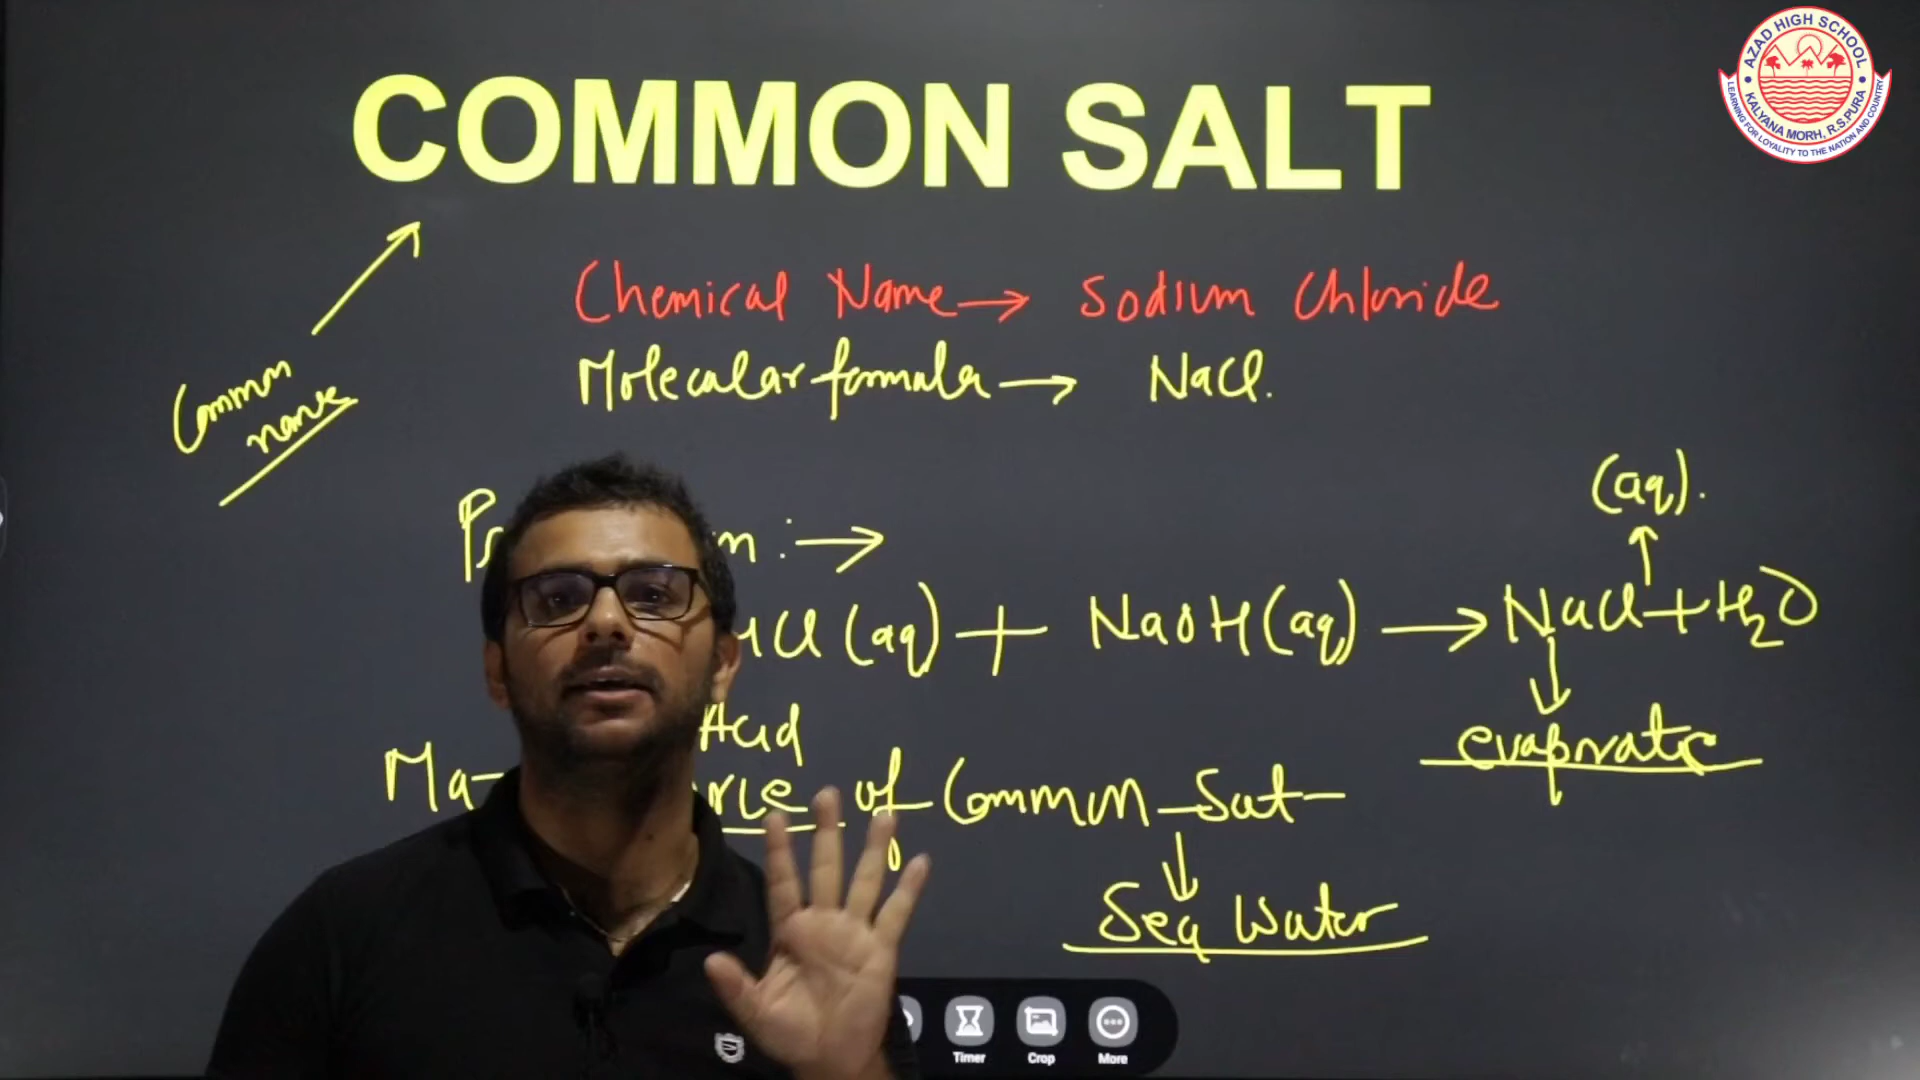 COMMON SALT
AZAD HIGH SCHOOL
KALYANA MORH, R.S.PURA
LEARNING FOR LOYALITY TO THE NATION AND COUNTRY
Chemical Name → Sodium Chloride
Molecular formula → NaCl.
Common
name
(aq).
n :→
HCl (aq) + NaOH (aq) → NaCl + H₂O
Acid
evaporate
of Common Salt
Sea Water
Timer
Crop
More